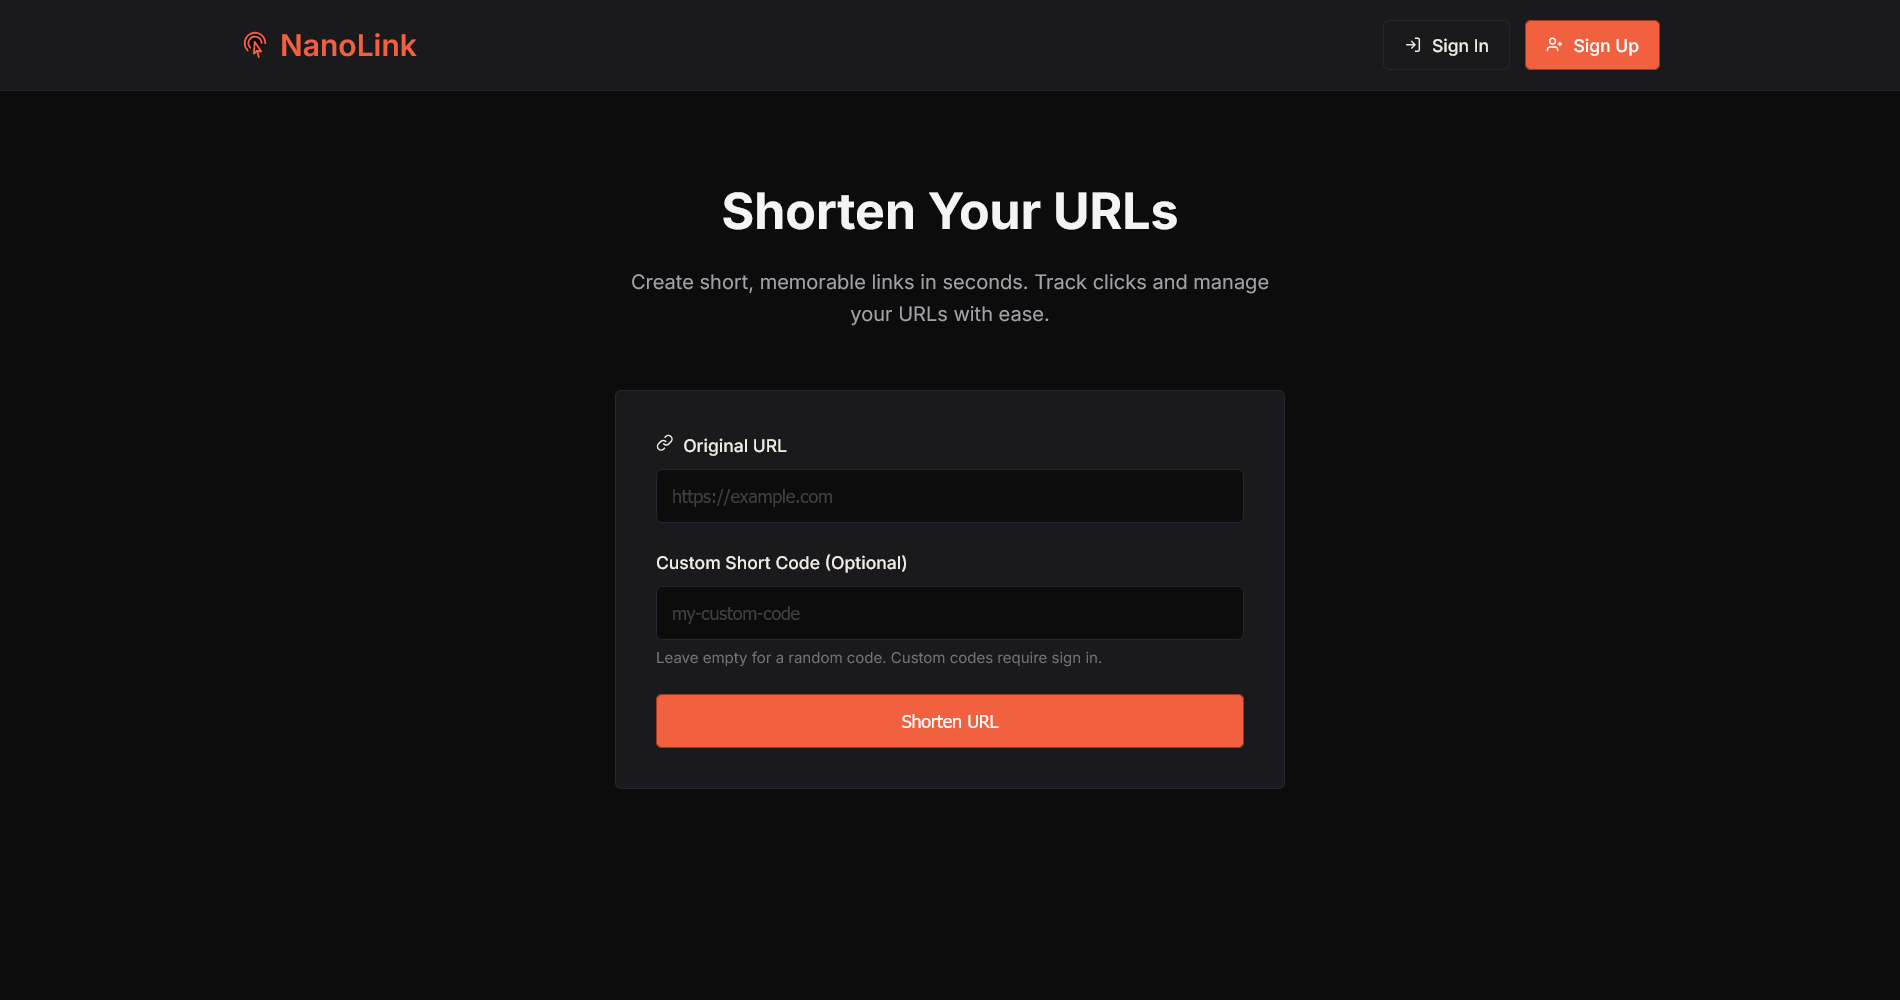 NanoLink
Sign In
Sign Up
Shorten Your URLs
Create short, memorable links in seconds. Track clicks and manage
your URLs with ease.
Original URL
https://example.com
Custom Short Code (Optional)
my-custom-code
Leave empty for a random code. Custom codes require sign in.
Shorten URL